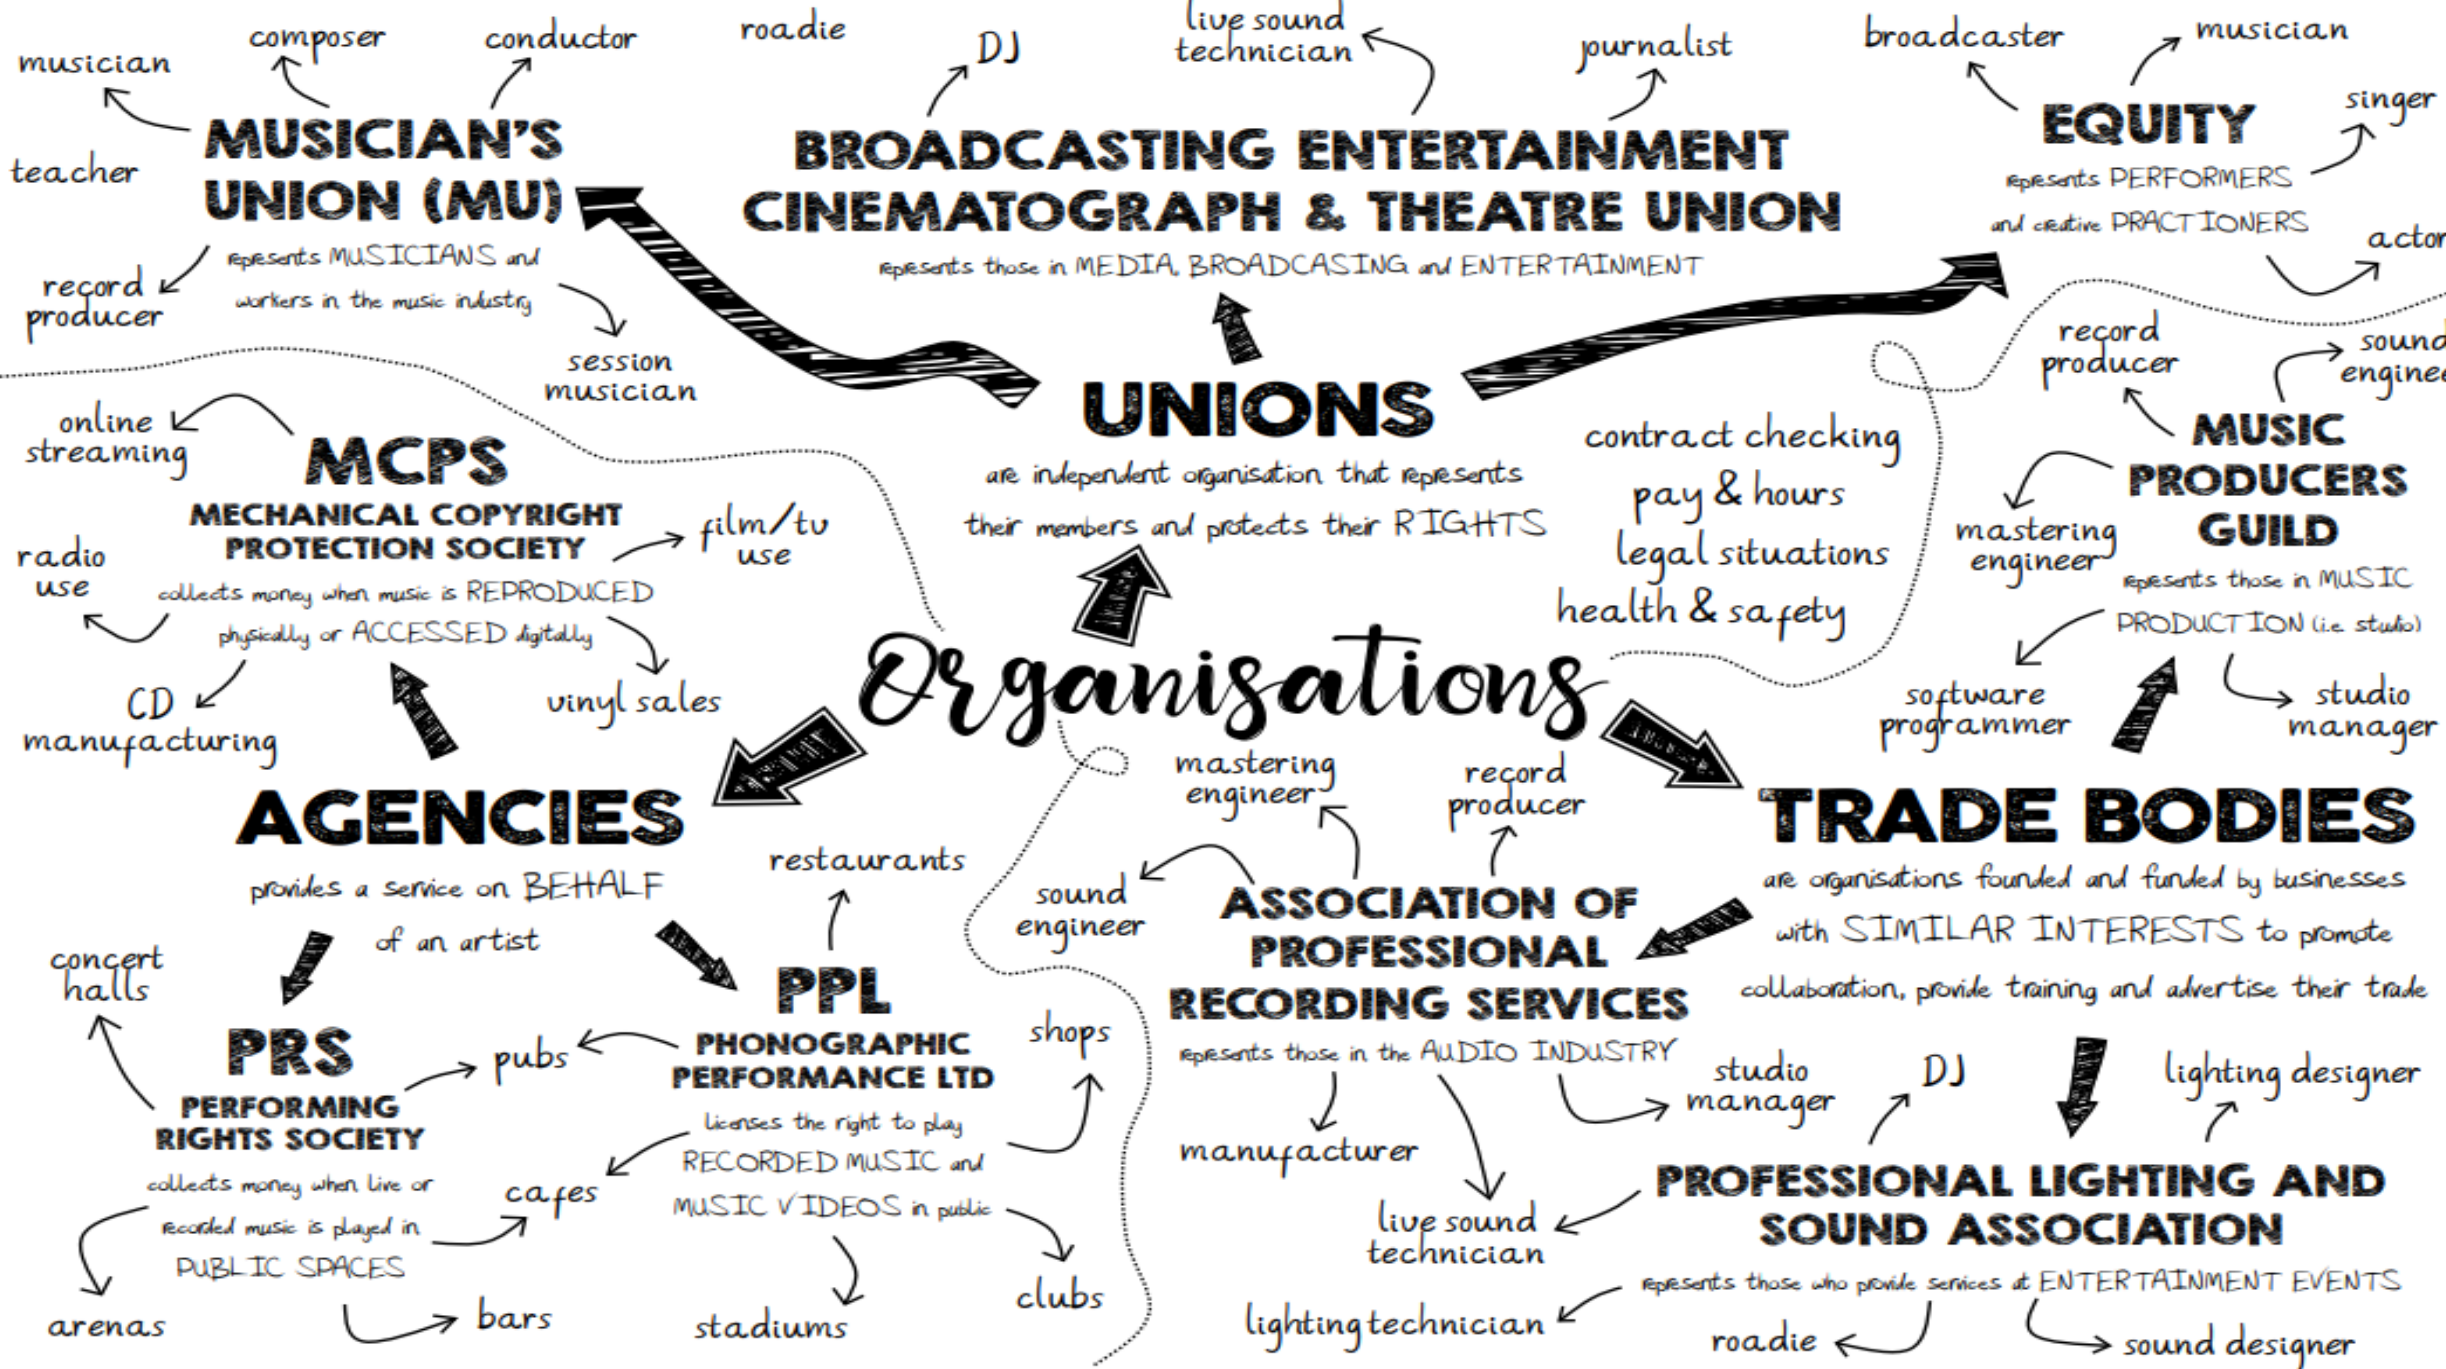 musician
composer
conductor
teacher
MUSICIAN'S
UNION (MU)
represents MUSICIANS and
workers in the music industry
record
producer
session
musician
roadie
DJ
live sound
technician
journalist
BROADCASTING ENTERTAINMENT
CINEMATOGRAPH & THEATRE UNION
represents those in MEDIA, BROADCASING and ENTERTAINMENT
broadcaster
musician
singer
EQUITY
represents PERFORMERS
and creative PRACTIONERS
actor
UNIONS
are independent organisation that represents
their members and protects their RIGHTS
contract checking
pay & hours
legal situations
health & safety
Organisations
online
streaming
MCPS
MECHANICAL COPYRIGHT
PROTECTION SOCIETY
collects money when music is REPRODUCED
physically or ACCESSED digitally
film/tv
use
radio
use
CD
manufacturing
vinyl sales
AGENCIES
provides a service on BEHALF
of an artist
concert
halls
PRS
PERFORMING
RIGHTS SOCIETY
collects money when live or
recorded music is played in
PUBLIC SPACES
arenas
bars
pubs
cafes
restaurants
PPL
PHONOGRAPHIC
PERFORMANCE LTD
licenses the right to play
RECORDED MUSIC and
MUSIC VIDEOS in public
shops
clubs
stadiums
record
producer
sound
enginee
MUSIC
PRODUCERS
GUILD
represents those in MUSIC
PRODUCTION (i.e. studio)
mastering
engineer
software
programmer
studio
manager
TRADE BODIES
are organisations founded and funded by businesses
with SIMILAR INTERESTS to promote
collaboration, provide training and advertise their trade
mastering
engineer
record
producer
sound
engineer
ASSOCIATION OF
PROFESSIONAL
RECORDING SERVICES
represents those in the AUDIO INDUSTRY
manufacturer
live sound
technician
studio
manager
DJ
lighting designer
PROFESSIONAL LIGHTING AND
SOUND ASSOCIATION
represents those who provide services at ENTERTAINMENT EVENTS
lighting technician
roadie
sound designer